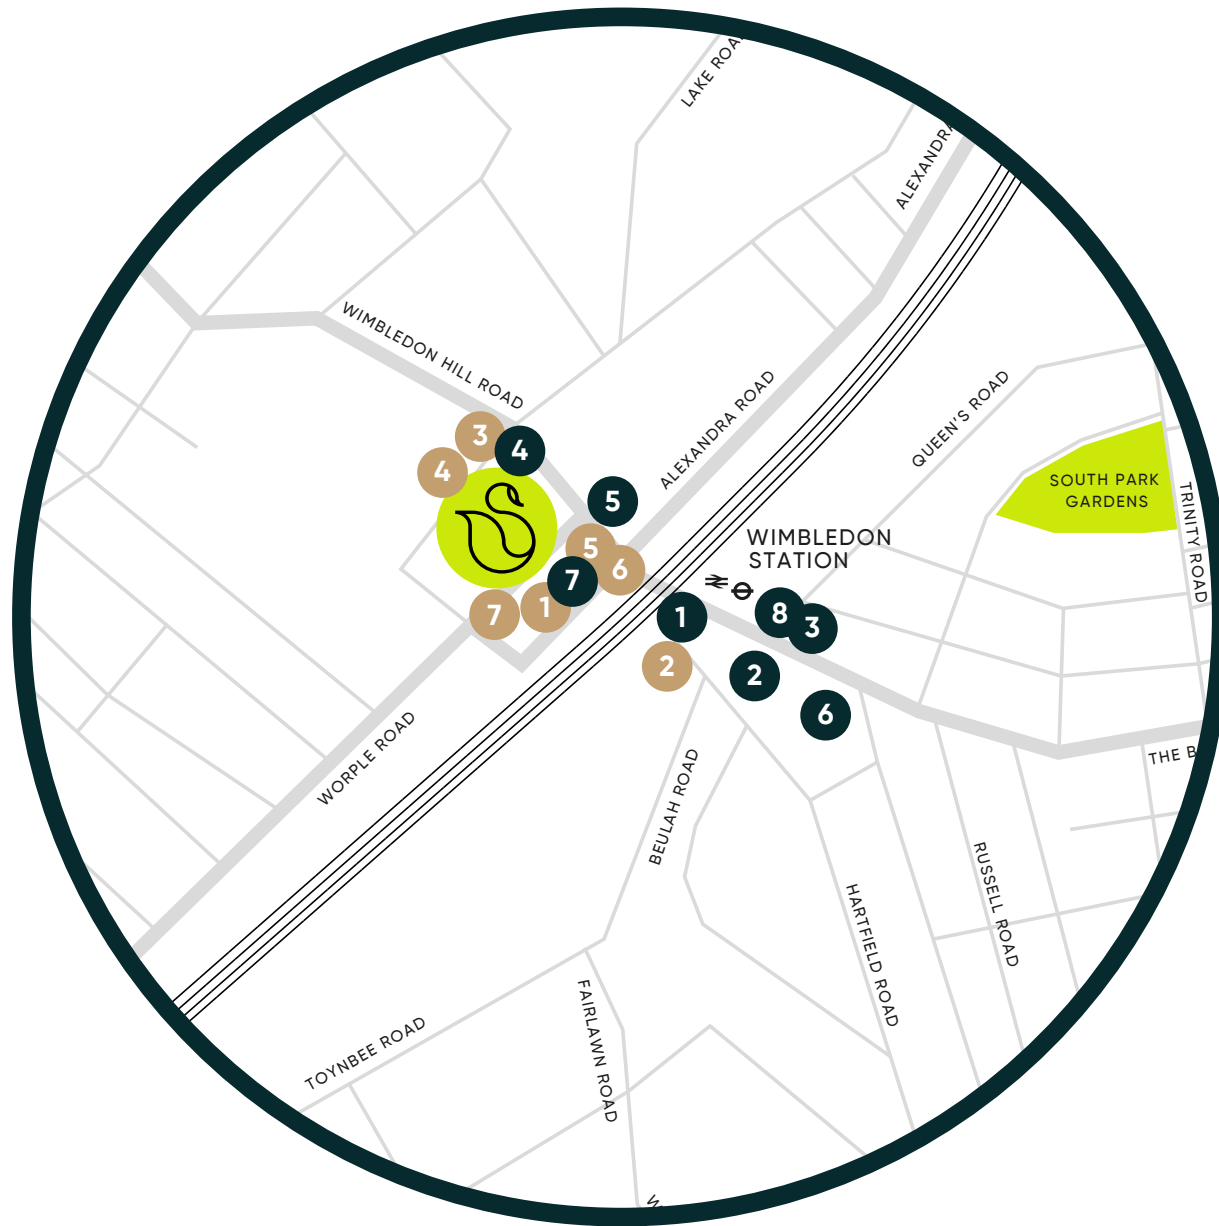 LAKE ROAD
ALEXANDRA
WIMBLEDON HILL ROAD
ALEXANDRA ROAD
QUEEN'S ROAD
3
4
4
SOUTH PARK
GARDENS
TRINITY ROAD
5
5
6
7
WIMBLEDON
STATION
7
1
1
8
3
2
2
6
WORPLE ROAD
BEULAH ROAD
THE B
RUSSELL ROAD
HARTFIELD ROAD
FAIRLAWN ROAD
TOYNBEE ROAD